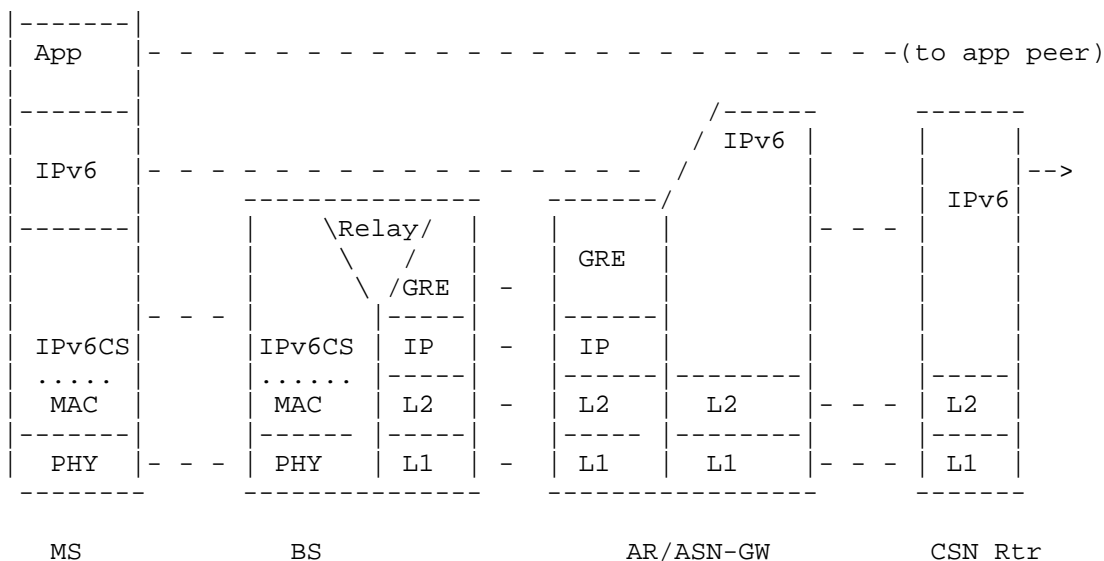 App (to app peer)
IPv6
IPv6 -->
IPv6
\Relay/
GRE
/GRE
IPv6CS IPv6CS IP IP
..... ......
MAC MAC L2 L2 L2 L2
PHY PHY L1 L1 L1 L1
MS BS AR/ASN-GW CSN Rtr